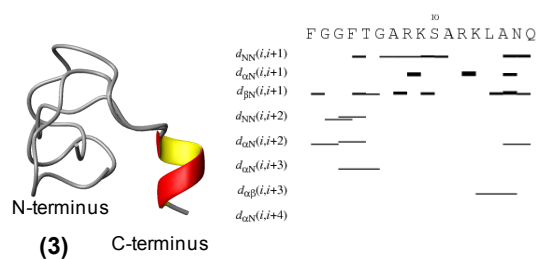 10
FGGFTGARKSARKLANQ
dNN(i,i+1)
dαN(i,i+1)
dβN(i,i+1)
dNN(i,i+2)
dαN(i,i+2)
dαN(i,i+3)
dαβ(i,i+3)
dαN(i,i+4)
N-terminus
(3) C-terminus